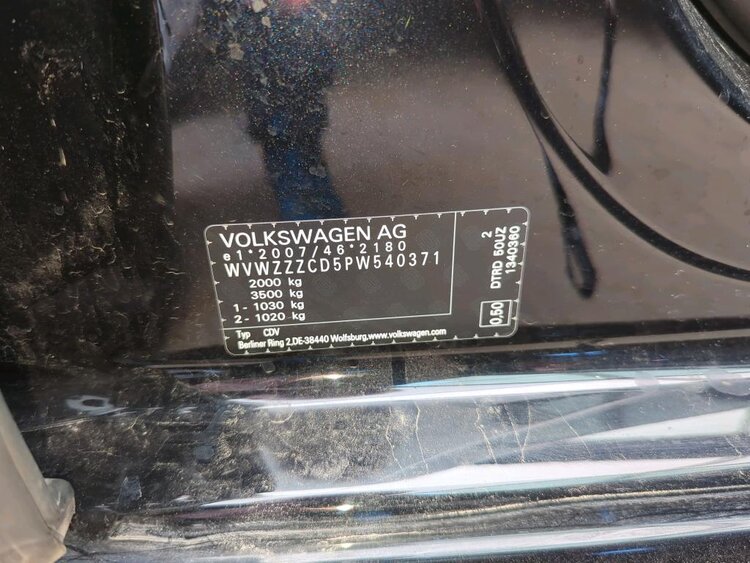 VOLKSWAGEN AG
e1*2007/46*2180
WVWZZZCD5PW540371
2000 kg
3500 kg
1- 1030 kg
2- 1020 kg
Typ CDV
Berliner Ring 2,DE-38440 Wolfsburg,www.volkswagen.com
2
DTRD 50UZ
1340360
0,50